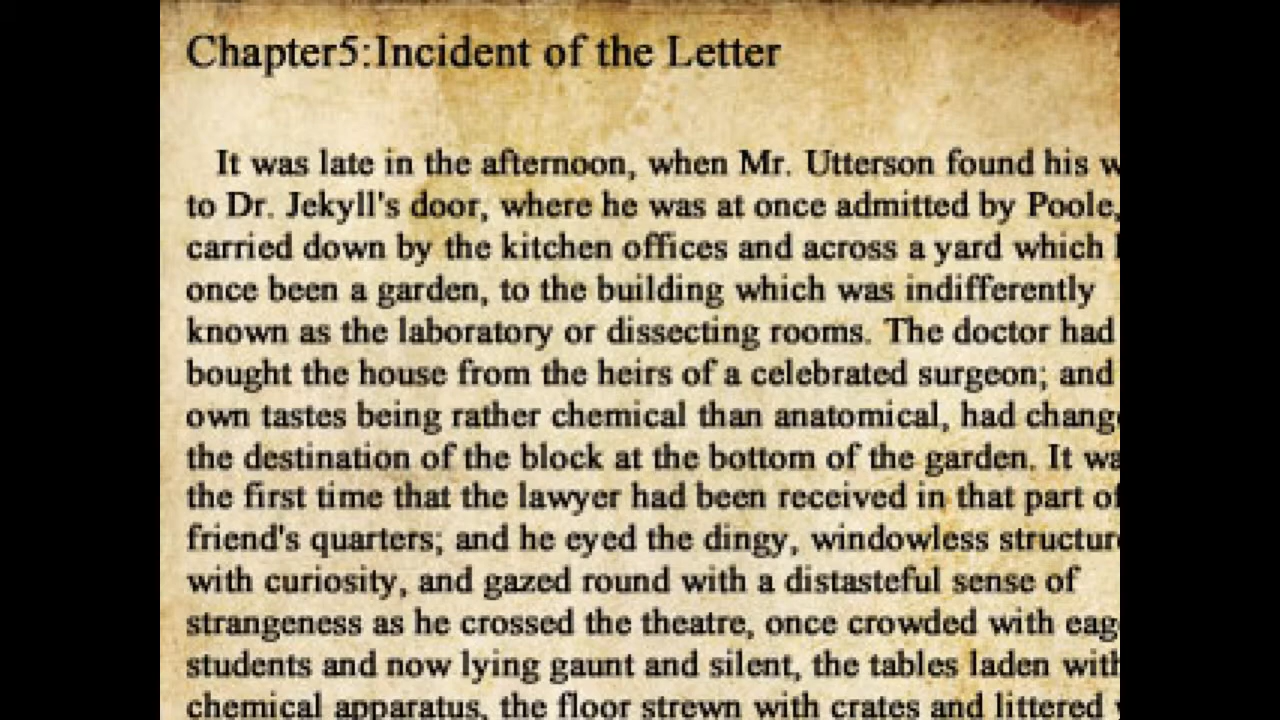 Chapter5:Incident of the Letter
It was late in the afternoon, when Mr. Utterson found his w
to Dr. Jekyll's door, where he was at once admitted by Poole,
carried down by the kitchen offices and across a yard which
once been a garden, to the building which was indifferently
known as the laboratory or dissecting rooms. The doctor had
bought the house from the heirs of a celebrated surgeon; and
own tastes being rather chemical than anatomical, had chang
the destination of the block at the bottom of the garden. It wa
the first time that the lawyer had been received in that part of
friend's quarters; and he eyed the dingy, windowless structur
with curiosity, and gazed round with a distasteful sense of
strangeness as he crossed the theatre, once crowded with eag
students and now lying gaunt and silent, the tables laden with
chemical apparatus, the floor strewn with crates and littered